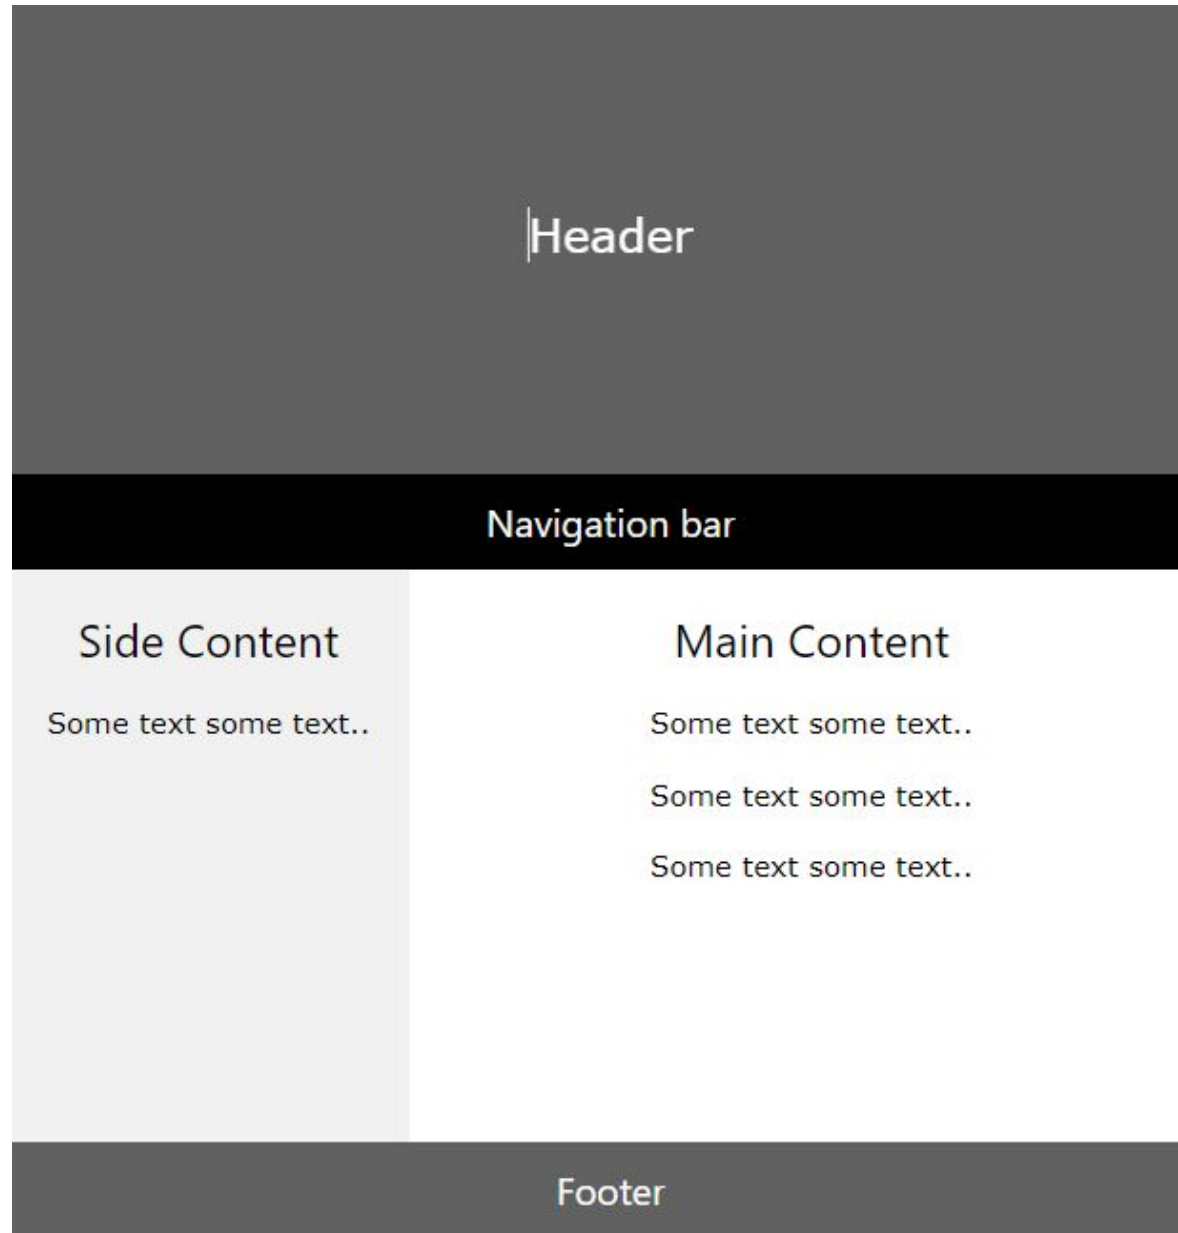 Header
Navigation bar
Side Content
Some text some text..
Main Content
Some text some text..
Some text some text..
Some text some text..
Footer